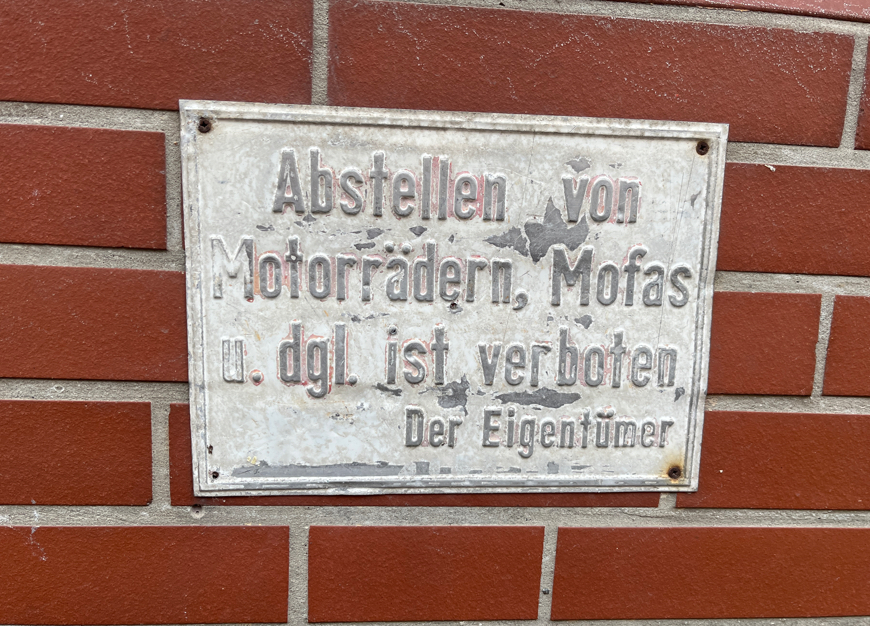 Abstellen von
Motorrädern, Mofas
u. dgl. ist verboten
Der Eigentümer